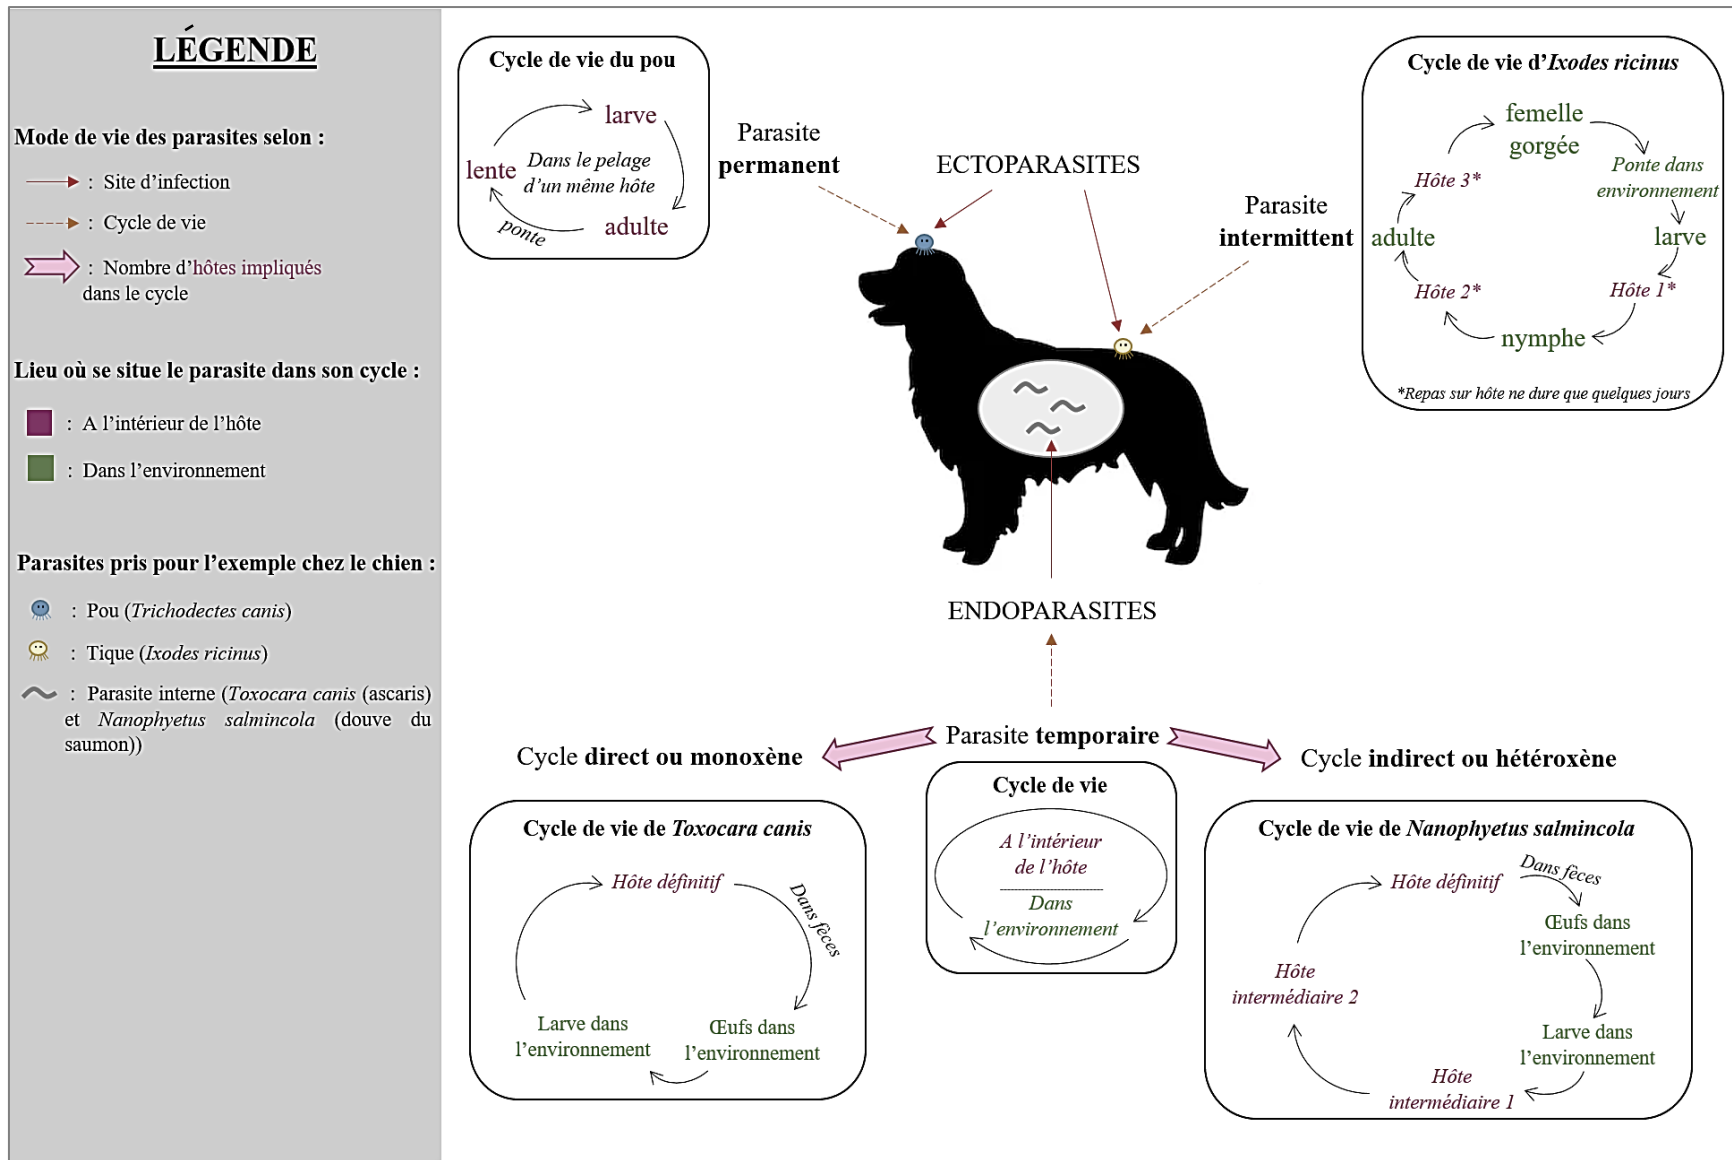 LÉGENDE
Mode de vie des parasites selon :
: Site d’infection
: Cycle de vie
: Nombre d’hôtes impliqués
dans le cycle
Lieu où se situe le parasite dans son cycle :
: A l’intérieur de l’hôte
: Dans l’environnement
Parasites pris pour l’exemple chez le chien :
: Pou (Trichodectes canis)
: Tique (Ixodes ricinus)
: Parasite interne (Toxocara canis (ascaris)
et Nanophyetus salmincola (douve du
saumon))
Cycle de vie du pou
larve
lente
Dans le pelage
d’un même hôte
adulte
ponte
Parasite
permanent
ECTOPARASITES
Parasite
intermittent
Cycle de vie d’Ixodes ricinus
femelle
gorgée
Ponte dans
environnement
larve
Hôte 1*
nymphe
Hôte 2*
adulte
Hôte 3*
*Repas sur hôte ne dure que quelques jours
ENDOPARASITES
Parasite temporaire
Cycle direct ou monoxène
Cycle indirect ou hétéroxène
Cycle de vie
A l’intérieur
de l’hôte
Dans
l’environnement
Cycle de vie de Toxocara canis
Hôte définitif
Dans fèces
Œufs dans
l’environnement
Larve dans
l’environnement
Cycle de vie de Nanophyetus salmincola
Hôte définitif
Dans fèces
Œufs dans
l’environnement
Larve dans
l’environnement
Hôte
intermédiaire 1
Hôte
intermédiaire 2